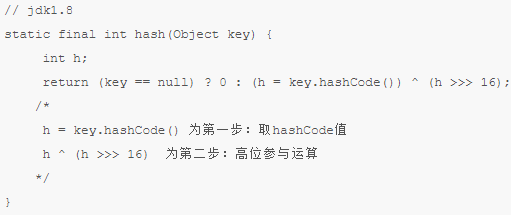 // jdk1.8
static final int hash(Object key) {
int h;
return (key == null) ? 0 : (h = key.hashCode()) ^ (h >>> 16);
/*
h = key.hashCode() 为第一步：取hashCode值
h ^ (h >>> 16)  为第二步：高位参与运算
*/
}